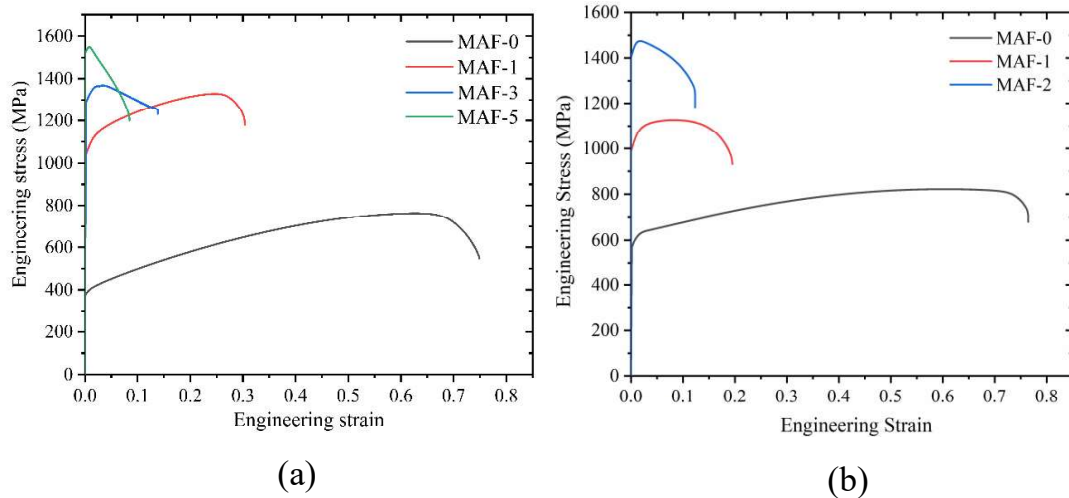 1600
1400
1200
1000
800
600
400
200
0
Engineering stress (MPa)
MAF-0
MAF-1
MAF-3
MAF-5
0.0 0.1 0.2 0.3 0.4 0.5 0.6 0.7 0.8
Engineering strain
(a)
1600
1400
1200
1000
800
600
400
200
0
Engineering Stress (MPa)
MAF-0
MAF-1
MAF-2
0.0 0.1 0.2 0.3 0.4 0.5 0.6 0.7 0.8
Engineering Strain
(b)